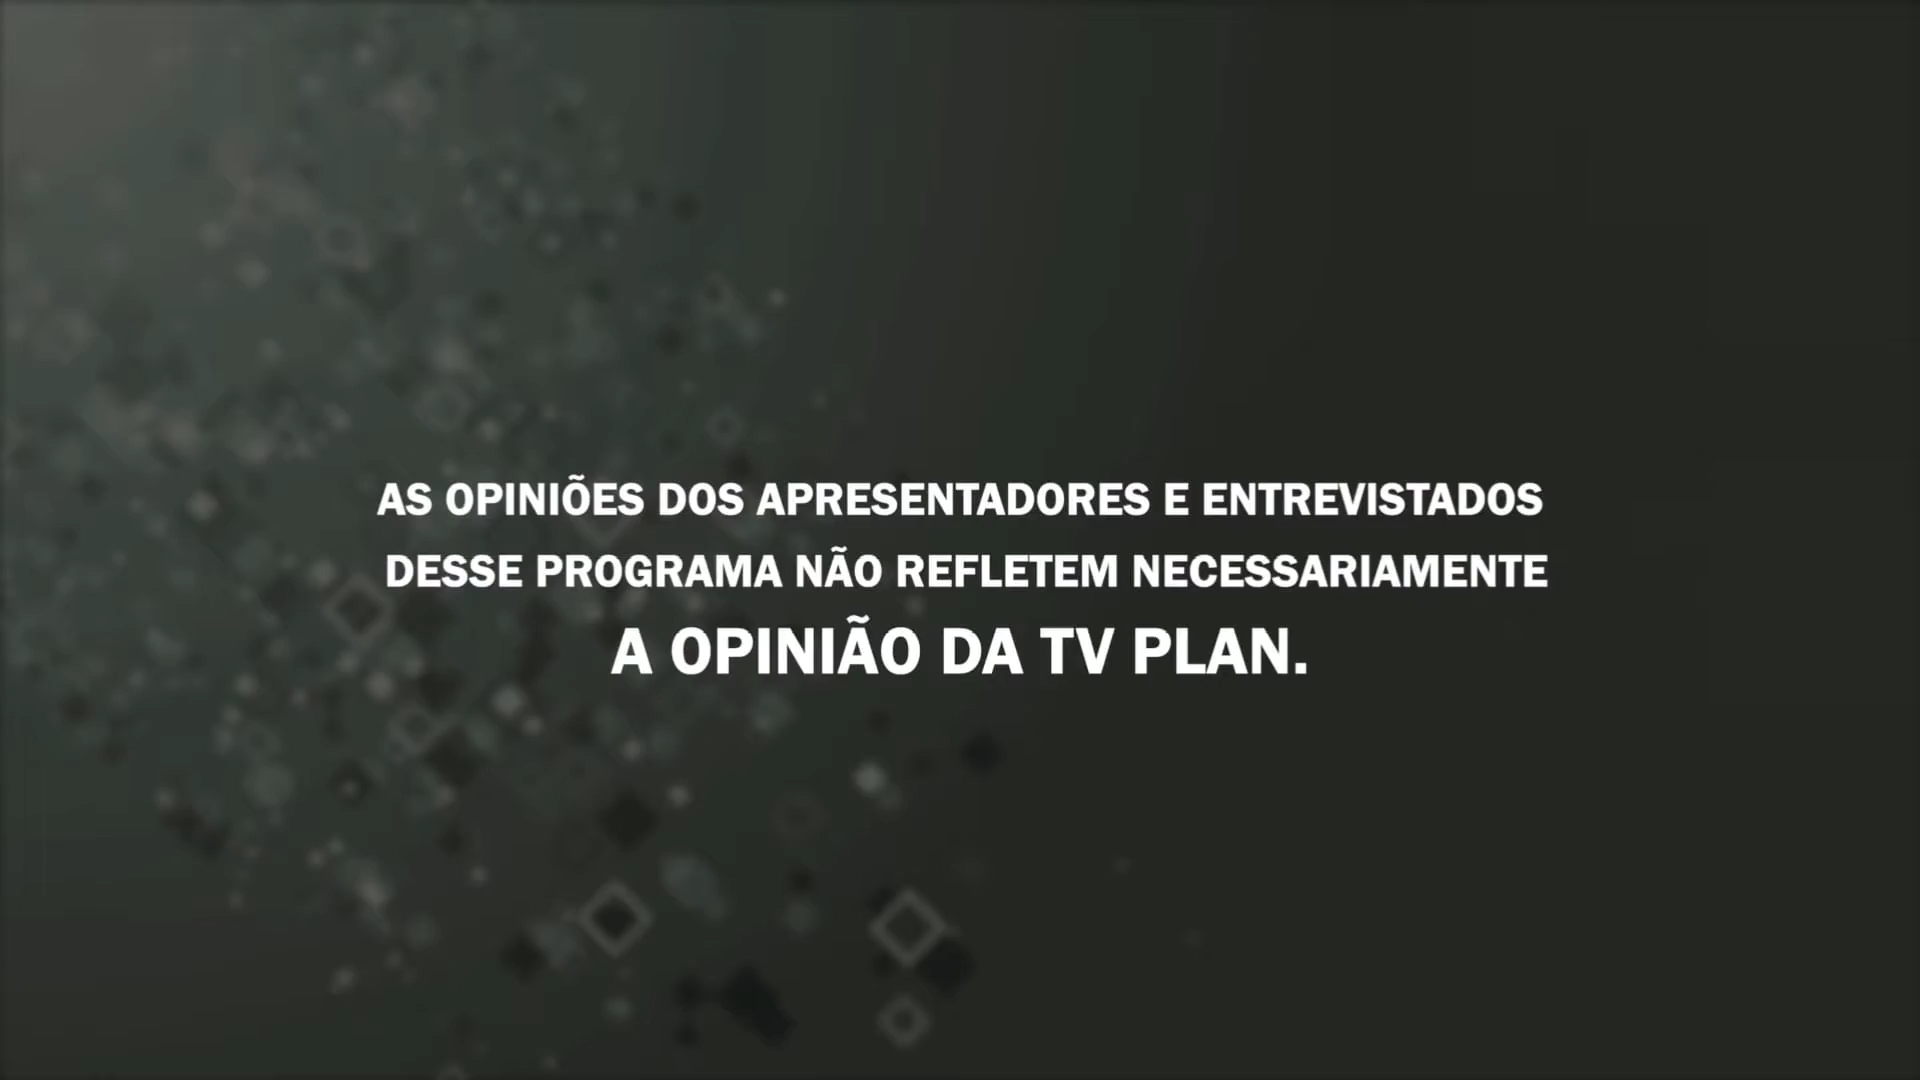 AS OPINIÕES DOS APRESENTADORES E ENTREVISTADOS
DESSE PROGRAMA NÃO REFLETEM NECESSARIAMENTE
A OPINIÃO DA TV PLAN.